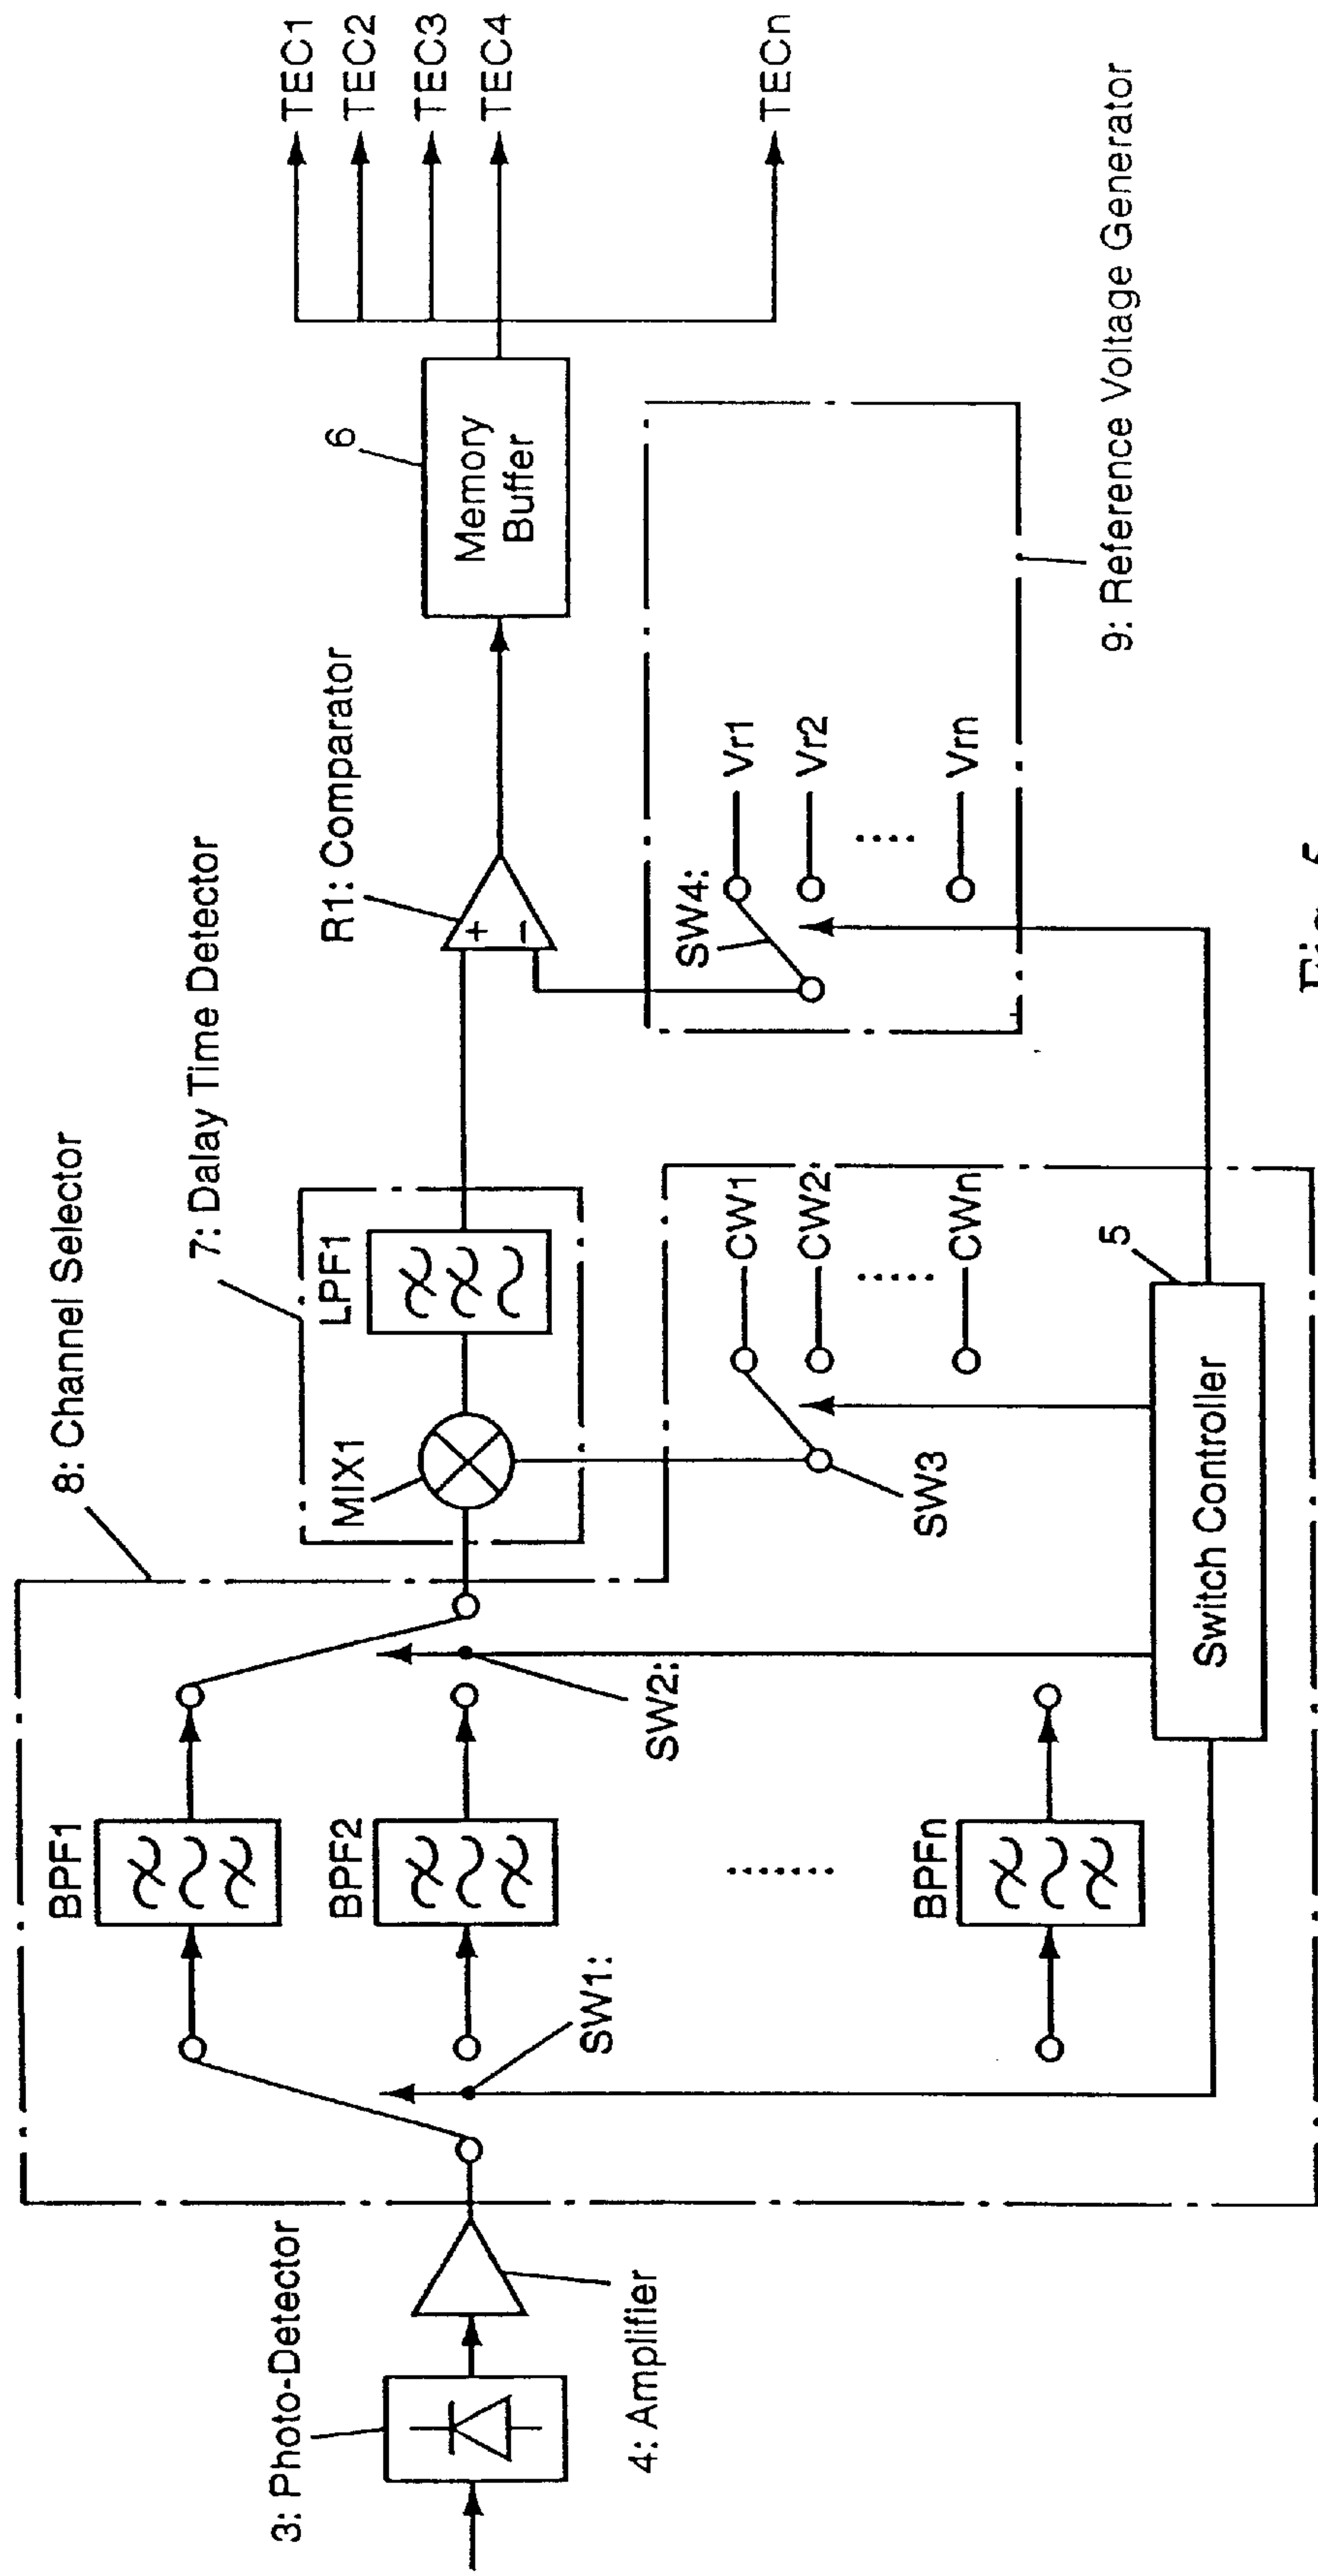 3: Photo-Detector
4: Amplifier
8: Channel Selector
SW1:
BPF1
BPF2
........
BPFn
SW2:
7: Dalay Time Detector
MIX1
LPF1
SW3
CW1
CW2
......
CWn
5
Switch Controller
R1: Comparator
+
−
SW4:
Vr1
Vr2
.....
Vrn
9: Reference Voltage Generator
6
Memory
Buffer
TEC1
TEC2
TEC3
TEC4
TECn